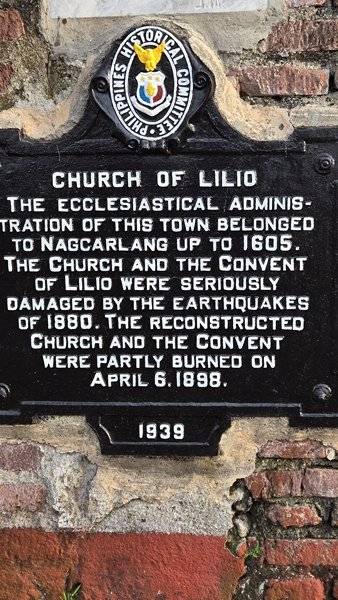 PHILIPPINES HISTORICAL COMMITTEE
CHURCH OF LILIO
THE ECCLESIASTICAL ADMINIS-
TRATION OF THIS TOWN BELONGED
TO NAGCARLANG UP TO 1605.
THE CHURCH AND THE CONVENT
OF LILIO WERE SERIOUSLY
DAMAGED BY THE EARTHQUAKES
OF 1880. THE RECONSTRUCTED
CHURCH AND THE CONVENT
WERE PARTLY BURNED ON
APRIL 6. 1898.
1939